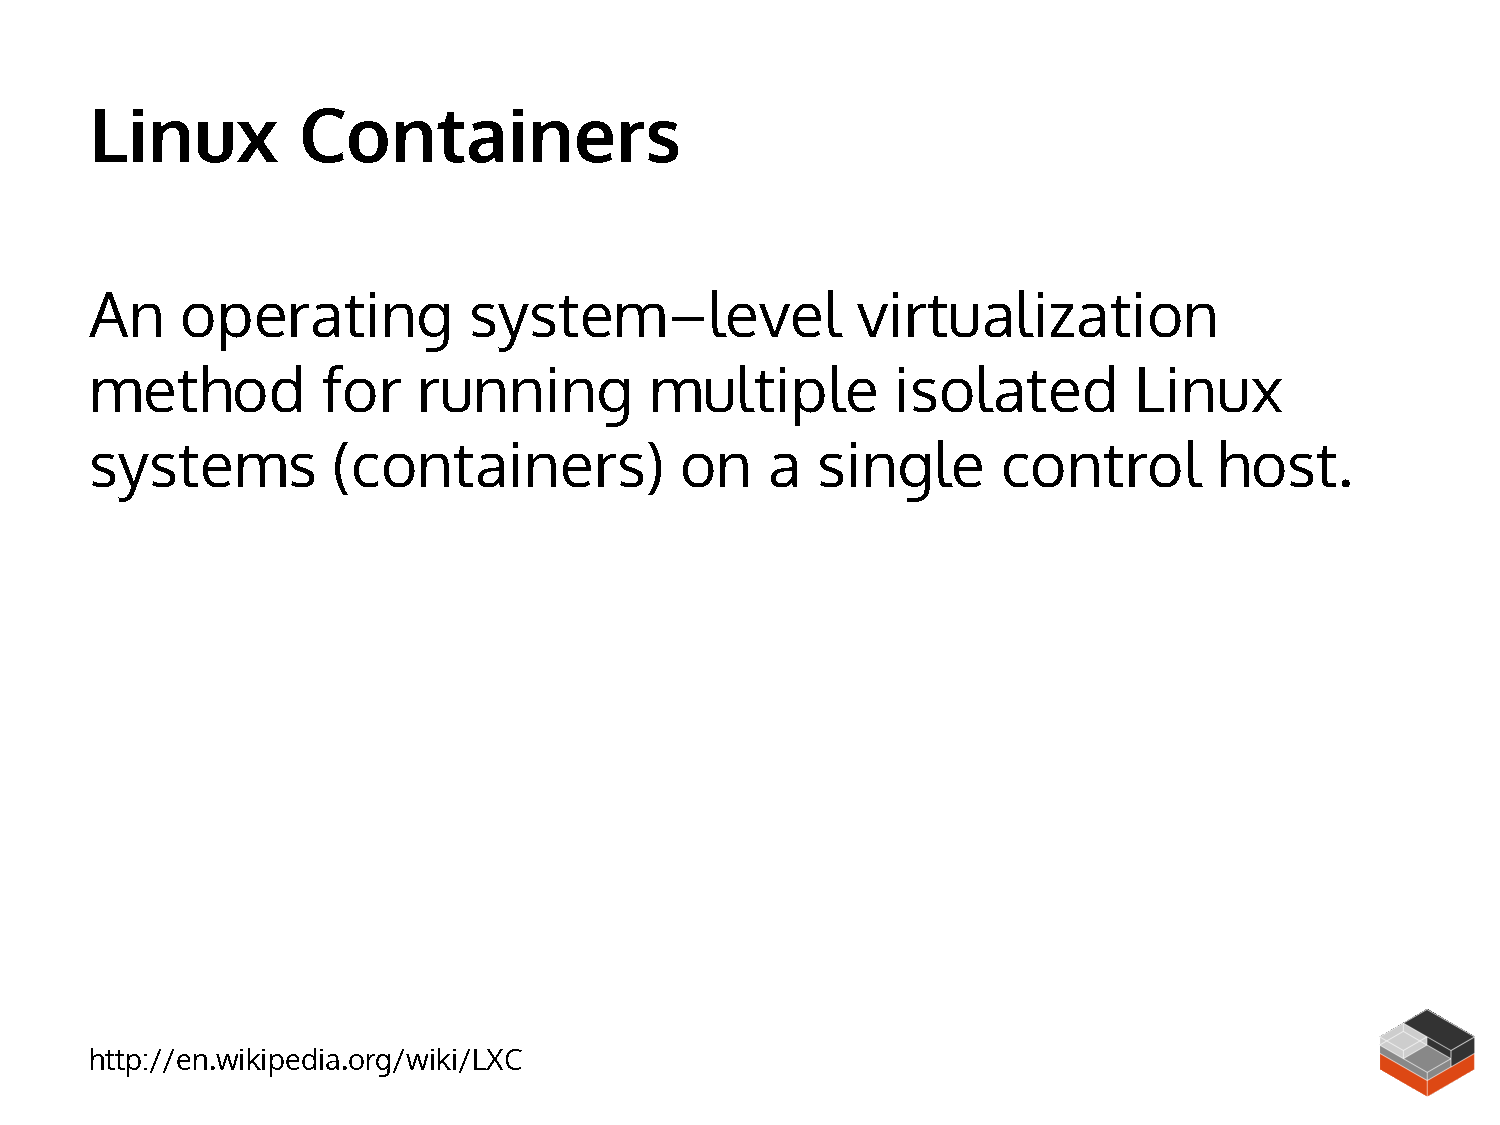 Linux Containers
An operating system–level virtualization
method for running multiple isolated Linux
systems (containers) on a single control host.
http://en.wikipedia.org/wiki/LXC